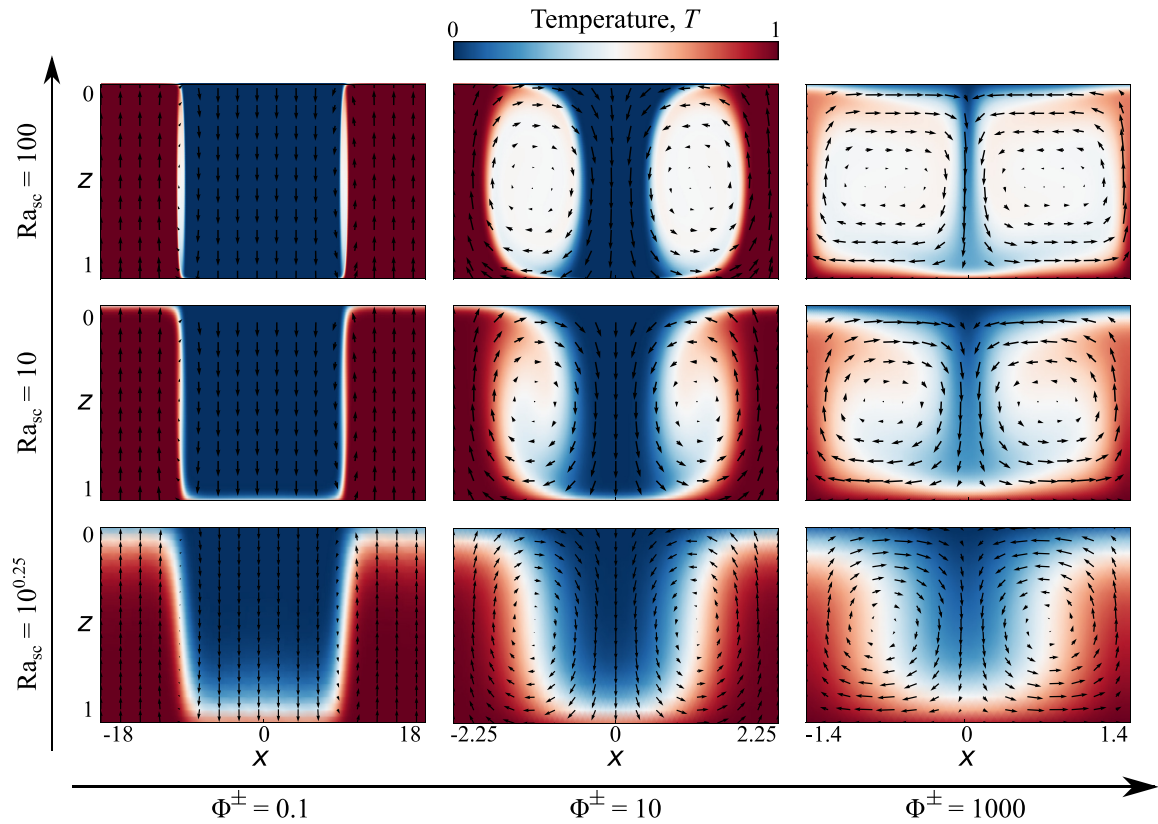 Temperature, T
0 1
Ra_sc = 100
0
z
1
Ra_sc = 10
0
z
1
Ra_sc = 10^0.25
0
z
1
-18 0 18
x
-2.25 0 2.25
x
-1.4 0 1.4
x
Φ^± = 0.1
Φ^± = 10
Φ^± = 1000